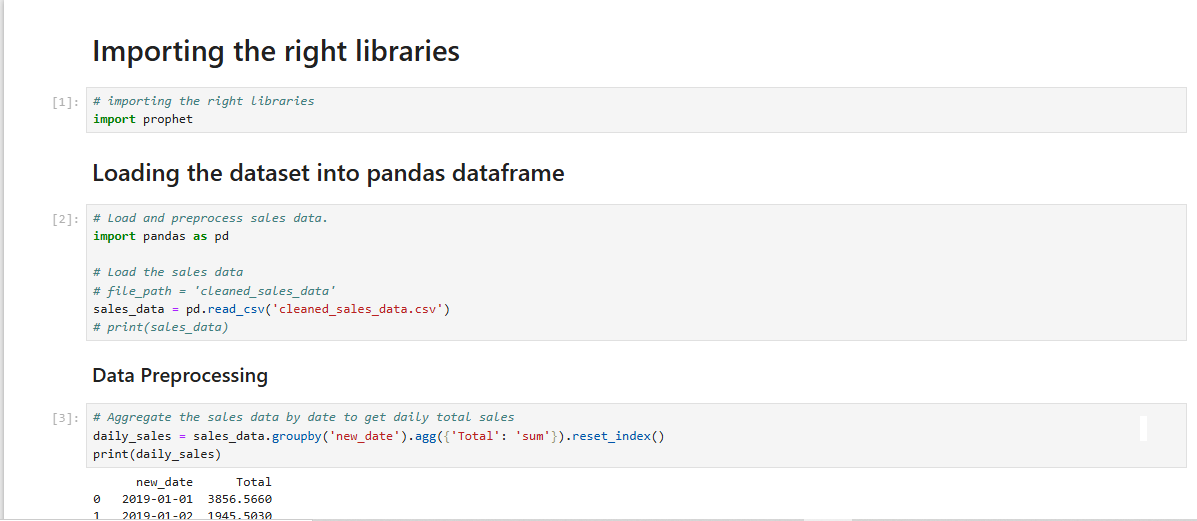 Importing the right libraries
[1]:
# importing the right libraries
import prophet
Loading the dataset into pandas dataframe
[2]:
# Load and preprocess sales data.
import pandas as pd
# Load the sales data
# file_path = 'cleaned_sales_data'
sales_data = pd.read_csv('cleaned_sales_data.csv')
# print(sales_data)
Data Preprocessing
[3]:
# Aggregate the sales data by date to get daily total sales
daily_sales = sales_data.groupby('new_date').agg({'Total': 'sum'}).reset_index()
print(daily_sales)
new_date Total
0 2019-01-01 3856.5660
1 2019-01-02 1945.5030